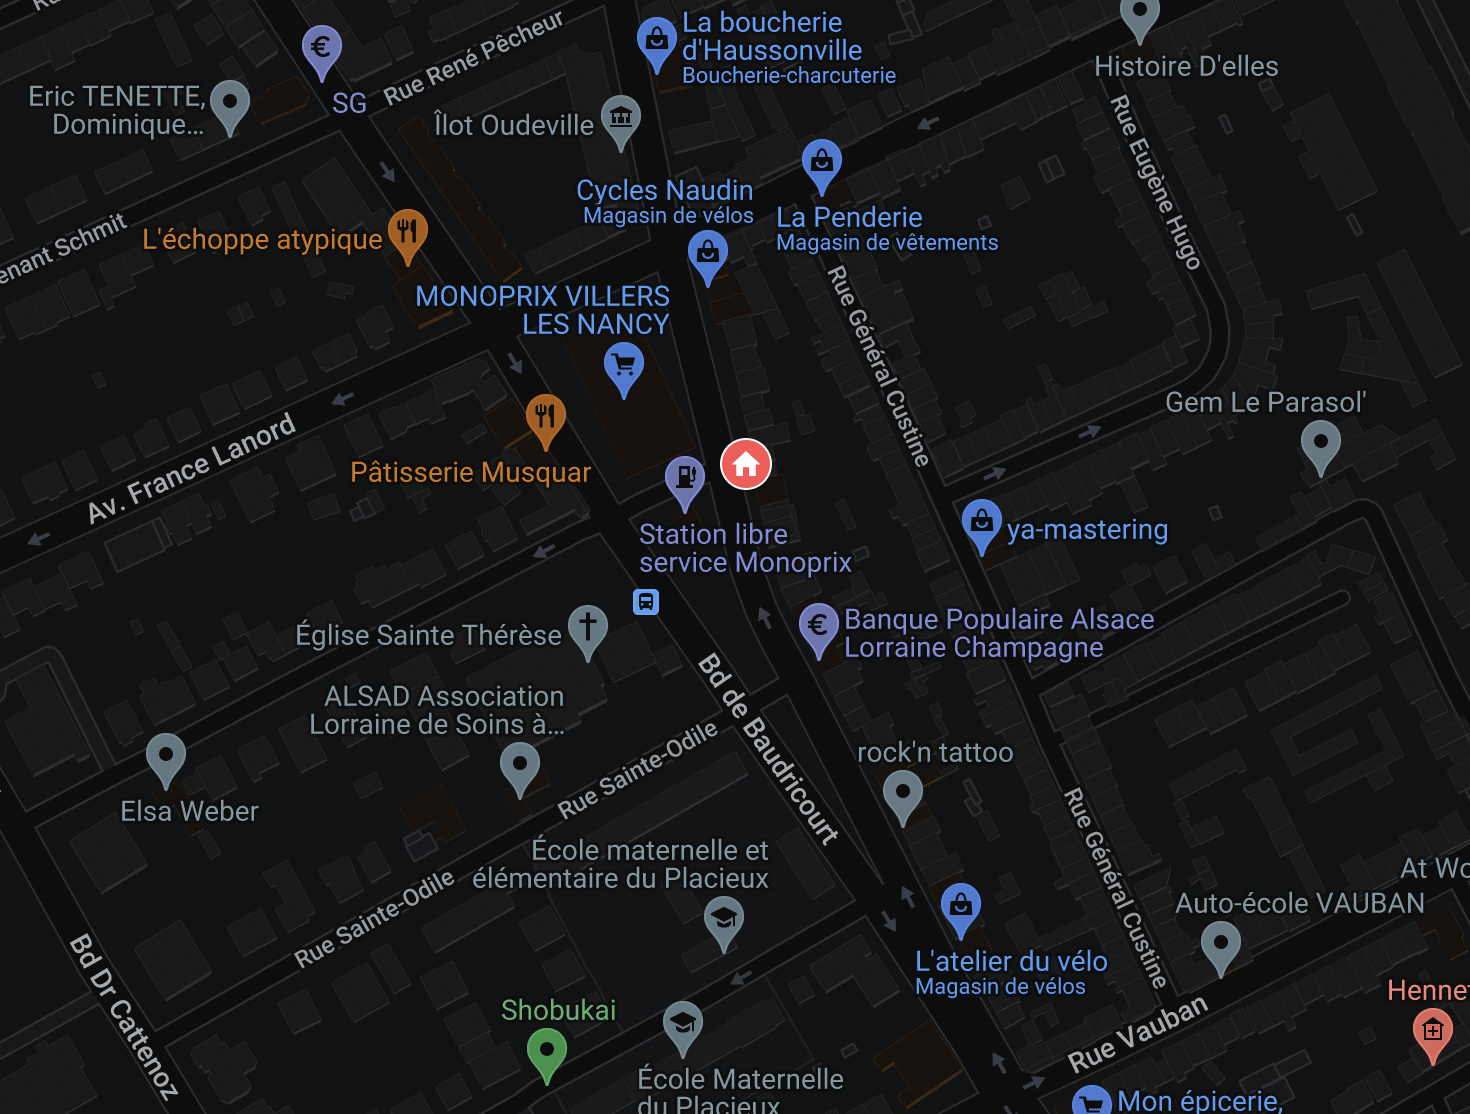 La boucherie
d'Haussonville
Boucherie-charcuterie
Rue René Pêcheur
SG
Histoire D'elles
Eric TENETTE,
Dominique...
Îlot Oudeville
Rue Eugène Hugo
Cycles Naudin
Magasin de vélos
La Penderie
Magasin de vêtements
L'échoppe atypique
enant Schmit
MONOPRIX VILLERS
LES NANCY
Rue Général Custine
Gem Le Parasol'
Av. France Lanord
Pâtisserie Musquar
Station libre
service Monoprix
ya-mastering
Église Sainte Thérèse
Banque Populaire Alsace
Lorraine Champagne
ALSAD Association
Lorraine de Soins à...
Bd de Baudricourt
rock'n tattoo
Rue Sainte-Odile
Elsa Weber
Rue Général Custine
École maternelle et
élémentaire du Placieux
Rue Sainte-Odile
At Wo
Auto-école VAUBAN
Bd Dr Cattenoz
L'atelier du vélo
Magasin de vélos
Hennet
Shobukai
Rue Vauban
École Maternelle
du Placieux
Mon épicerie,